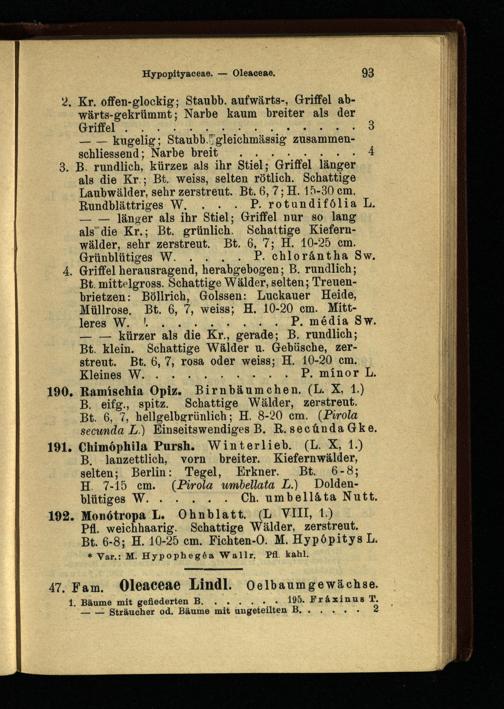 Hypopityaceae. — Oleaceae. 93
2. Kr. offen-glockig; Staubb. aufwärts-, Griffel ab-
wärts-gekrümmt; Narbe kaum breiter als der
Griffel . . . . . . . . . . . . . . . 3
— — kugelig; Staubb. gleichmässig zusammen-
schliessend; Narbe breit . . . . . . . . 4
3. B. rundlich, kürzer als ihr Stiel; Griffel länger
als die Kr.; Bt. weiss, selten rötlich. Schattige
Laubwälder, sehr zerstreut. Bt. 6, 7; H. 15-30 cm.
Rundblättriges W. . . . P. rotundifólia L.
— — länger als ihr Stiel; Griffel nur so lang
als die Kr.; Bt. grünlich. Schattige Kiefern-
wälder, sehr zerstreut. Bt. 6, 7; H. 10-25 cm.
Grünblütiges W. . . . . P. chlorántha Sw.
4. Griffel herausragend, herabgebogen; B. rundlich;
Bt. mittelgross. Schattige Wälder, selten; Treuen-
brietzen: Böllrich, Golssen: Luckauer Heide,
Müllrose. Bt. 6, 7, weiss; H. 10-20 cm. Mitt-
leres W. . . . . . . . . . P. média Sw.
— — kürzer als die Kr., gerade; B. rundlich;
Bt. klein. Schattige Wälder u. Gebüsche, zer-
streut. Bt. 6, 7, rosa oder weiss; H. 10-20 cm.
Kleines W. . . . . . . . . P. mínor L.
190. Ramíschia Opiz. Birnbäumchen. (L. X, 1.)
B. eifg., spitz. Schattige Wälder, zerstreut.
Bt. 6, 7, hellgelbgrünlich; H. 8-20 cm. (Pirola
secunda L.) Einseitswendiges B. R. secúnda Gke.
191. Chimóphila Pursh. Winterlieb. (L. X, 1.)
B. lanzettlich, vorn breiter. Kiefernwälder,
selten; Berlin: Tegel, Erkner. Bt. 6-8;
H. 7-15 cm. (Pirola umbellata L.) Dolden-
blütiges W. . . . . . Ch. umbelláta Nutt.
192. Monótropa L. Ohnblatt. (L VIII, 1.)
Pfl. weichhaarig. Schattige Wälder, zerstreut.
Bt. 6-8; H. 10-25 cm. Fichten-O. M. Hypópitys L.
* Var.: M. Hypophegéa Wallr. Pfl. kahl.
47. Fam. Oleaceae Lindl. Oelbaumgewächse.
1. Bäume mit gefiederten B. . . . . . . 195. Fráxinus T.
— — Sträucher od. Bäume mit ungeteilten B. . . . . . 2